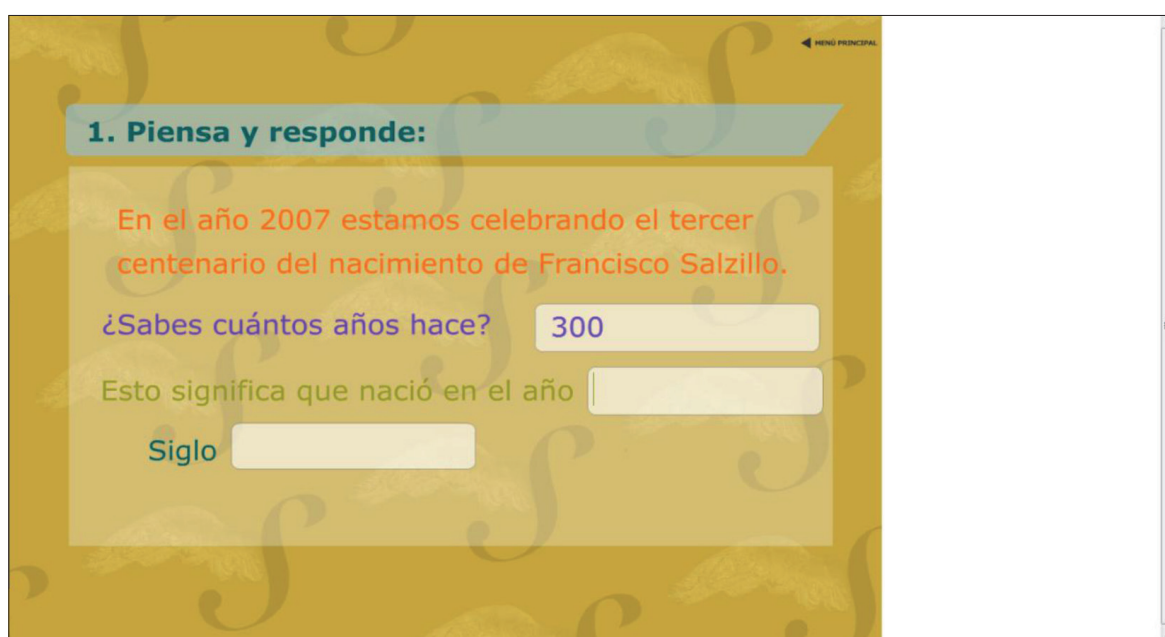 MENÚ PRINCIPAL
1. Piensa y responde:
En el año 2007 estamos celebrando el tercer
centenario del nacimiento de Francisco Salzillo.
¿Sabes cuántos años hace? 300
Esto significa que nació en el año
Siglo